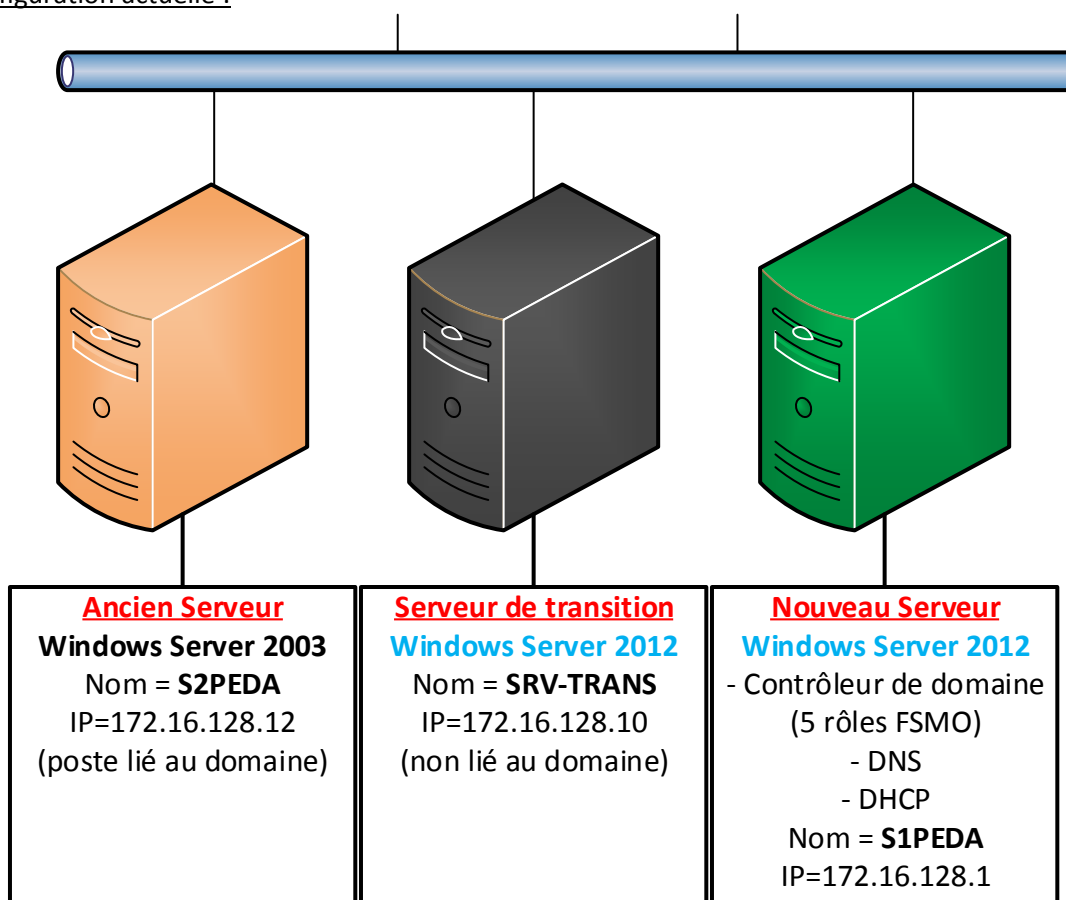 figuration actuelle :
Ancien Serveur
Windows Server 2003
Nom = S2PEDA
IP=172.16.128.12
(poste lié au domaine)
Serveur de transition
Windows Server 2012
Nom = SRV-TRANS
IP=172.16.128.10
(non lié au domaine)
Nouveau Serveur
Windows Server 2012
- Contrôleur de domaine
(5 rôles FSMO)
- DNS
- DHCP
Nom = S1PEDA
IP=172.16.128.1